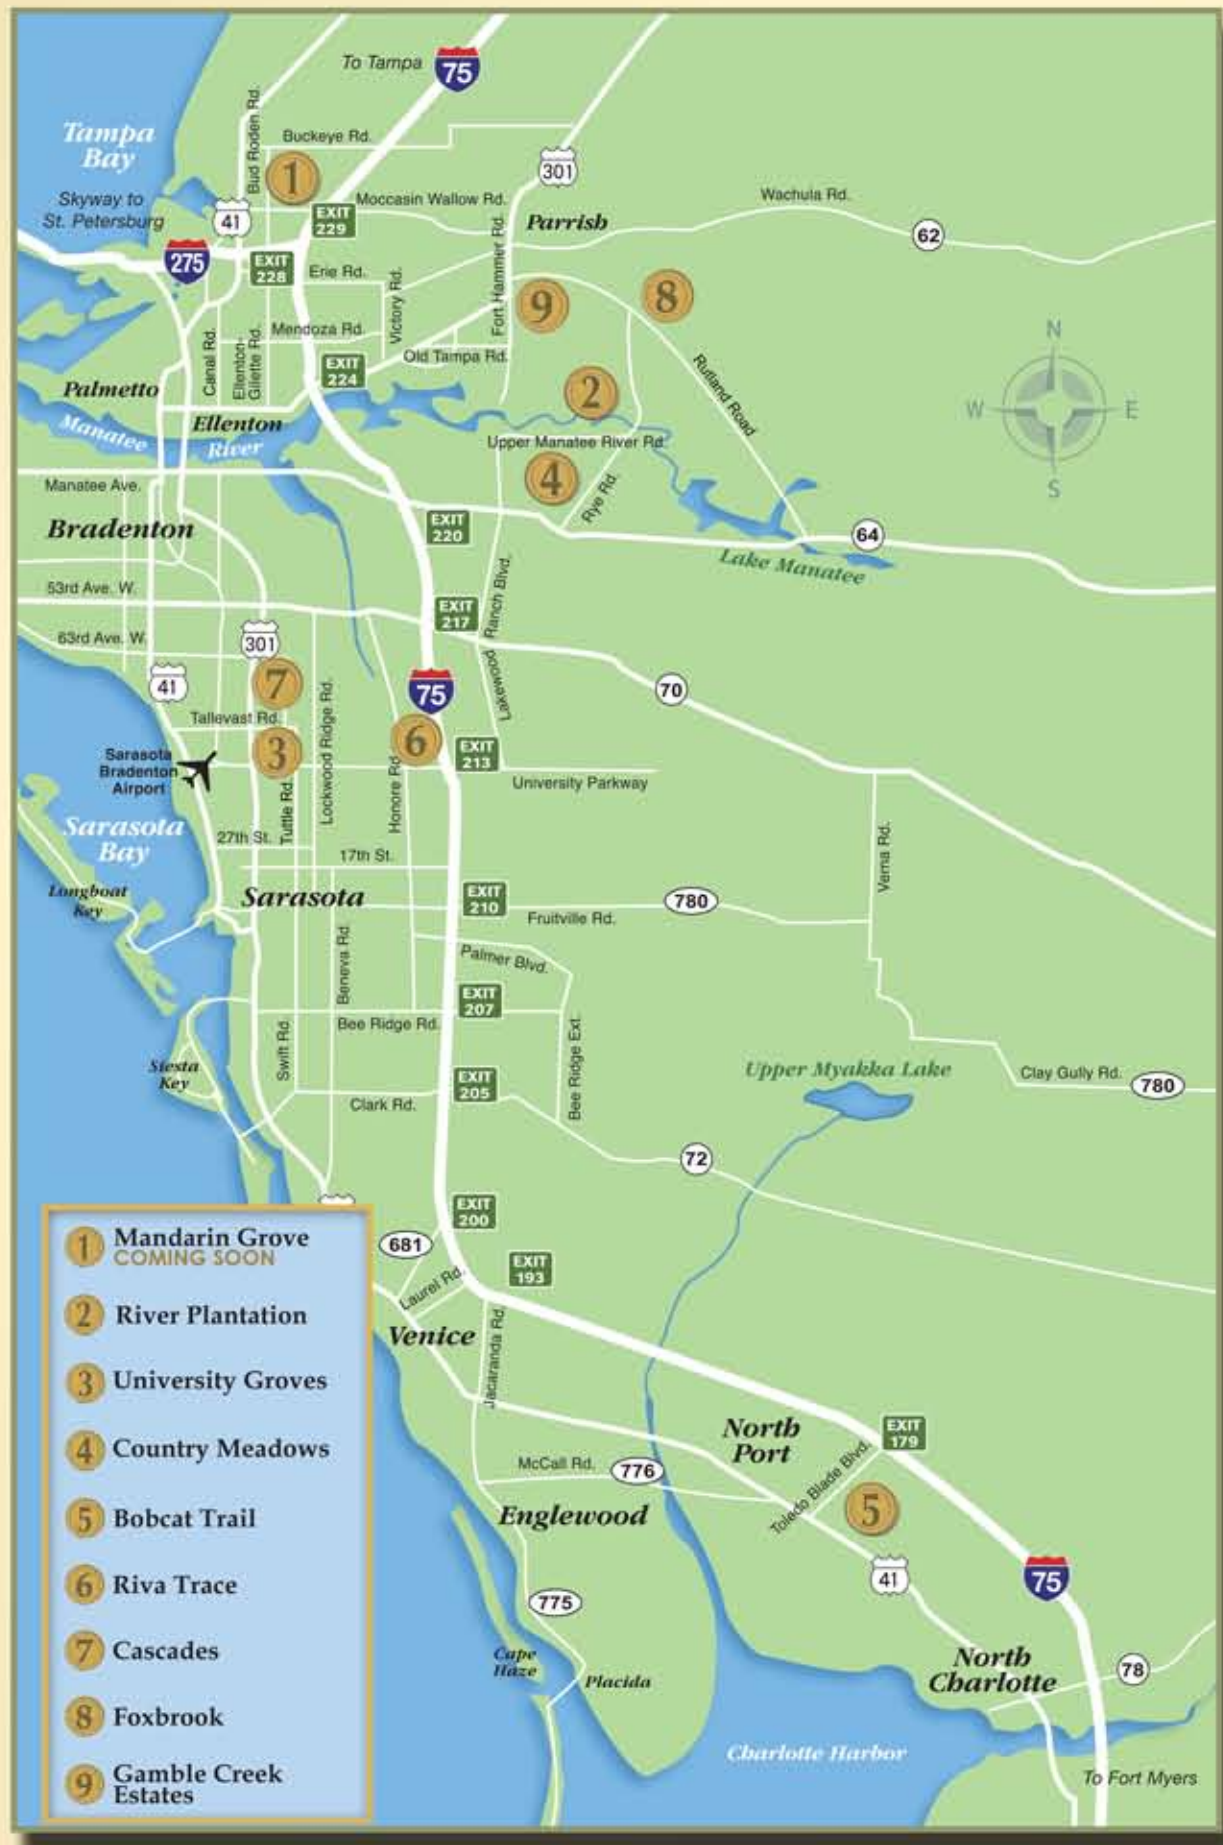 To Tampa
75
Tampa
Bay
Bud Roden Rd.
Buckeye Rd.
1
301
Skyway to
St. Petersburg
41
Moccasin Wallow Rd.
Wachula Rd.
EXIT
229
Parrish
62
275
EXIT
228
Erie Rd.
Victory Rd.
Fort Hammer Rd.
9
8
Canal Rd.
Ellenton-
Gilette Rd.
Mendoza Rd.
Old Tampa Rd.
EXIT
224
Rutland Road
N
W
E
S
Palmetto
2
Ellenton
Manatee
River
Upper Manatee River Rd.
Manatee Ave.
4
Rye Rd.
Bradenton
EXIT
220
64
Lake Manatee
53rd Ave. W.
EXIT
217
Lakewood Ranch Blvd.
63rd Ave. W.
301
41
7
75
70
Tallevast Rd.
Lockwood Ridge Rd.
6
3
EXIT
213
Sarasota
Bradenton
Airport
University Parkway
Honore Rd.
Tuttle Rd.
Sarasota
Bay
27th St.
17th St.
Verna Rd.
Longboat
Key
Sarasota
EXIT
210
780
Fruitville Rd.
Beneva Rd.
Palmer Blvd.
EXIT
207
Bee Ridge Rd.
Swift Rd.
Bee Ridge Ext.
Siesta
Key
EXIT
205
Clark Rd.
Upper Myakka Lake
Clay Gully Rd.
780
72
EXIT
200
681
EXIT
193
Laurel Rd.
Venice
Jacaranda Rd.
North
Port
EXIT
179
McCall Rd.
776
Toledo Blade Blvd.
5
Englewood
41
75
775
Cape
Haze
Placida
North
Charlotte
78
Charlotte Harbor
To Fort Myers
1 Mandarin Grove
COMING SOON
2 River Plantation
3 University Groves
4 Country Meadows
5 Bobcat Trail
6 Riva Trace
7 Cascades
8 Foxbrook
9 Gamble Creek
Estates